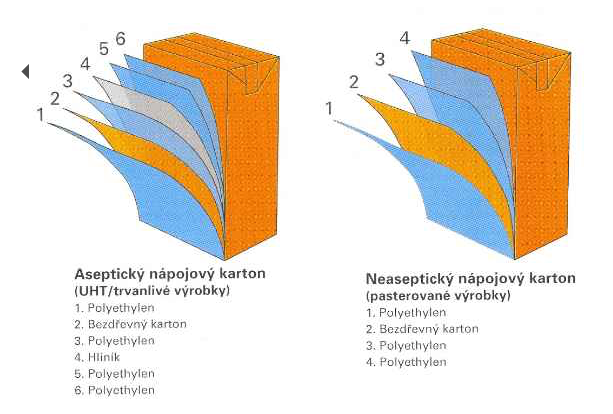 1
2
3
4
5
6
Aseptický nápojový karton
(UHT/trvanlivé výrobky)
1. Polyethylen
2. Bezdřevný karton
3. Polyethylen
4. Hliník
5. Polyethylen
6. Polyethylen
1
2
3
4
Neaseptický nápojový karton
(pasterované výrobky)
1. Polyethylen
2. Bezdřevný karton
3. Polyethylen
4. Polyethylen